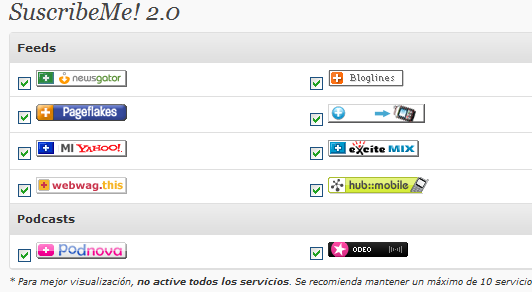 SuscribeMe! 2.0
Feeds
newsgator Bloglines
Pageflakes
MI YAHOO! excite MIX
webwag.this hub::mobile
Podcasts
podnova ODEO
* Para mejor visualización, no active todos los servicios. Se recomienda mantener un máximo de 10 servicio